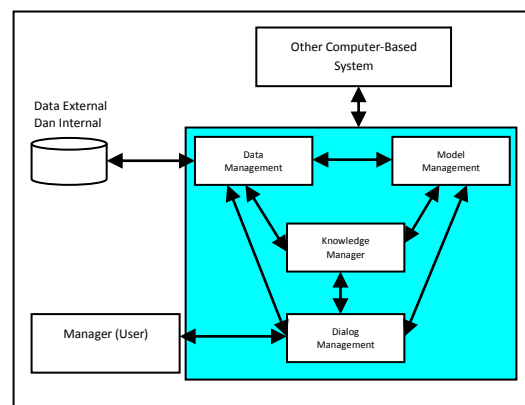 Other Computer-Based
System
Data External
Dan Internal
Data
Management
Model
Management
Knowledge
Manager
Manager (User)
Dialog
Management